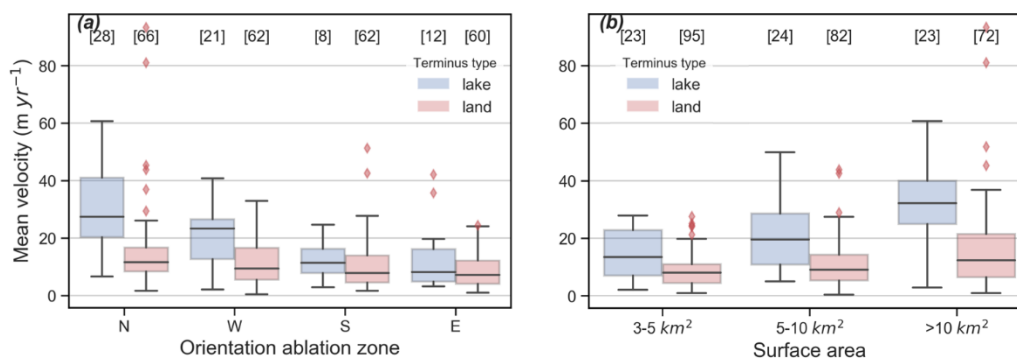 (a)
[28] [66] [21] [62] [8] [62] [12] [60]
Terminus type
lake
land
Mean velocity (m yr⁻¹)
80
60
40
20
0
N W S E
Orientation ablation zone
(b)
[23] [95] [24] [82] [23] [72]
Terminus type
lake
land
80
60
40
20
0
3-5 km² 5-10 km² >10 km²
Surface area